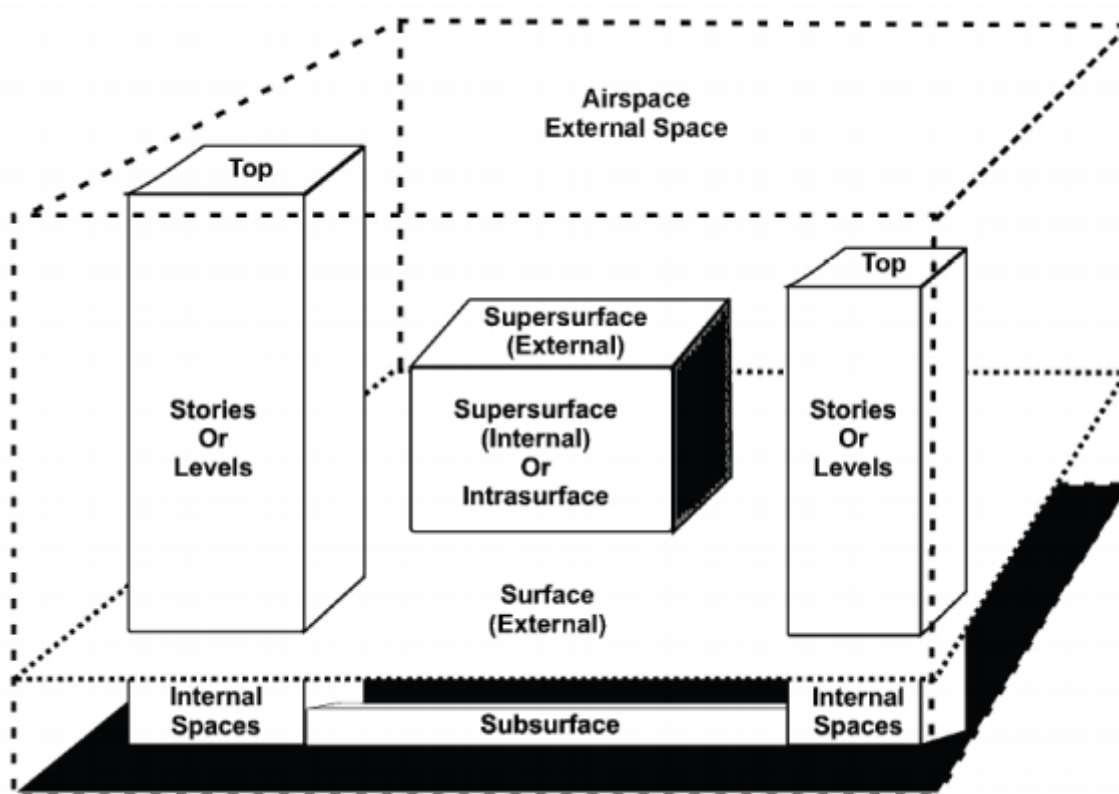 Airspace
External Space
Top
Top
Supersurface
(External)
Stories
Or
Levels
Supersurface
(Internal)
Or
Intrasurface
Stories
Or
Levels
Surface
(External)
Internal
Spaces
Subsurface
Internal
Spaces